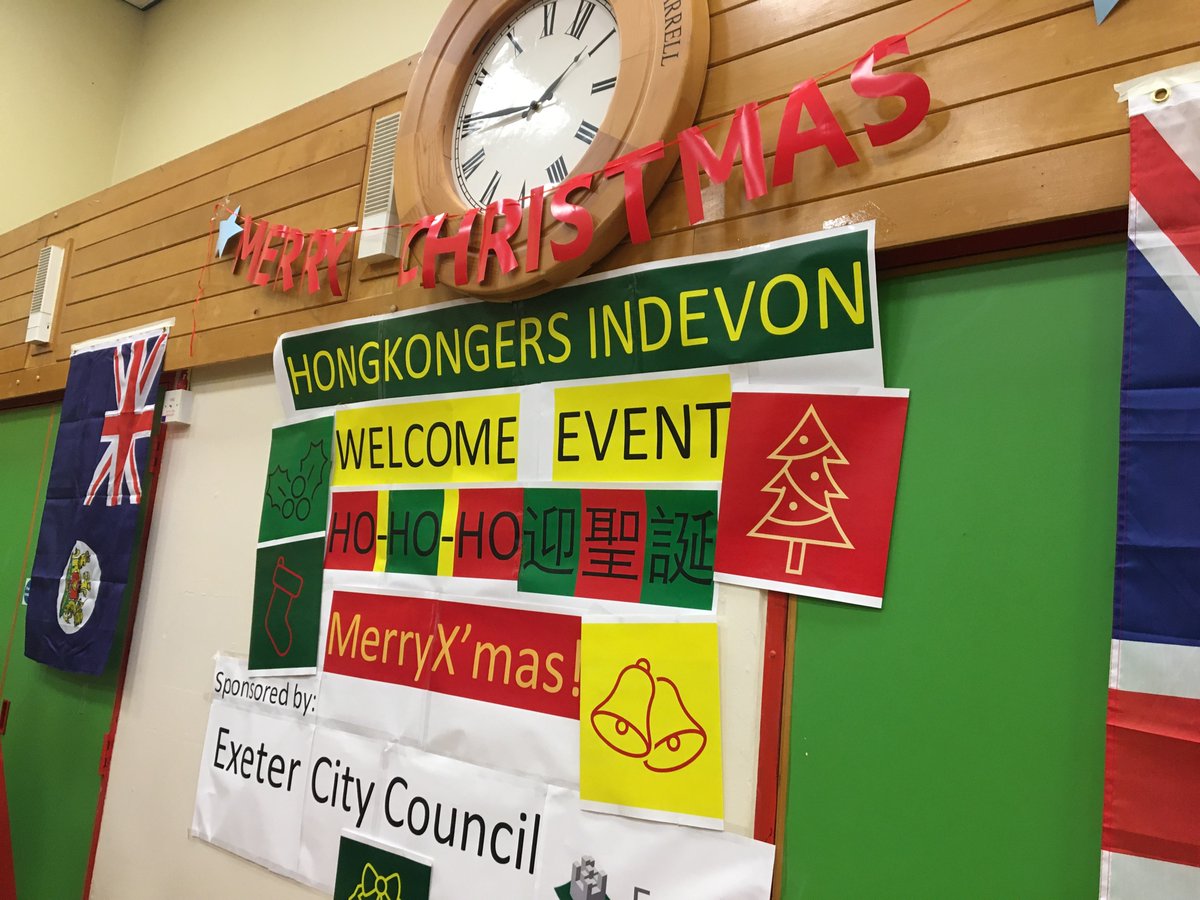 MERRY CHRISTMAS
HONGKONGERS INDEVON
WELCOME EVENT
HO-HO-HO迎聖誕
MerryX'mas!
Sponsored by:
Exeter City Council